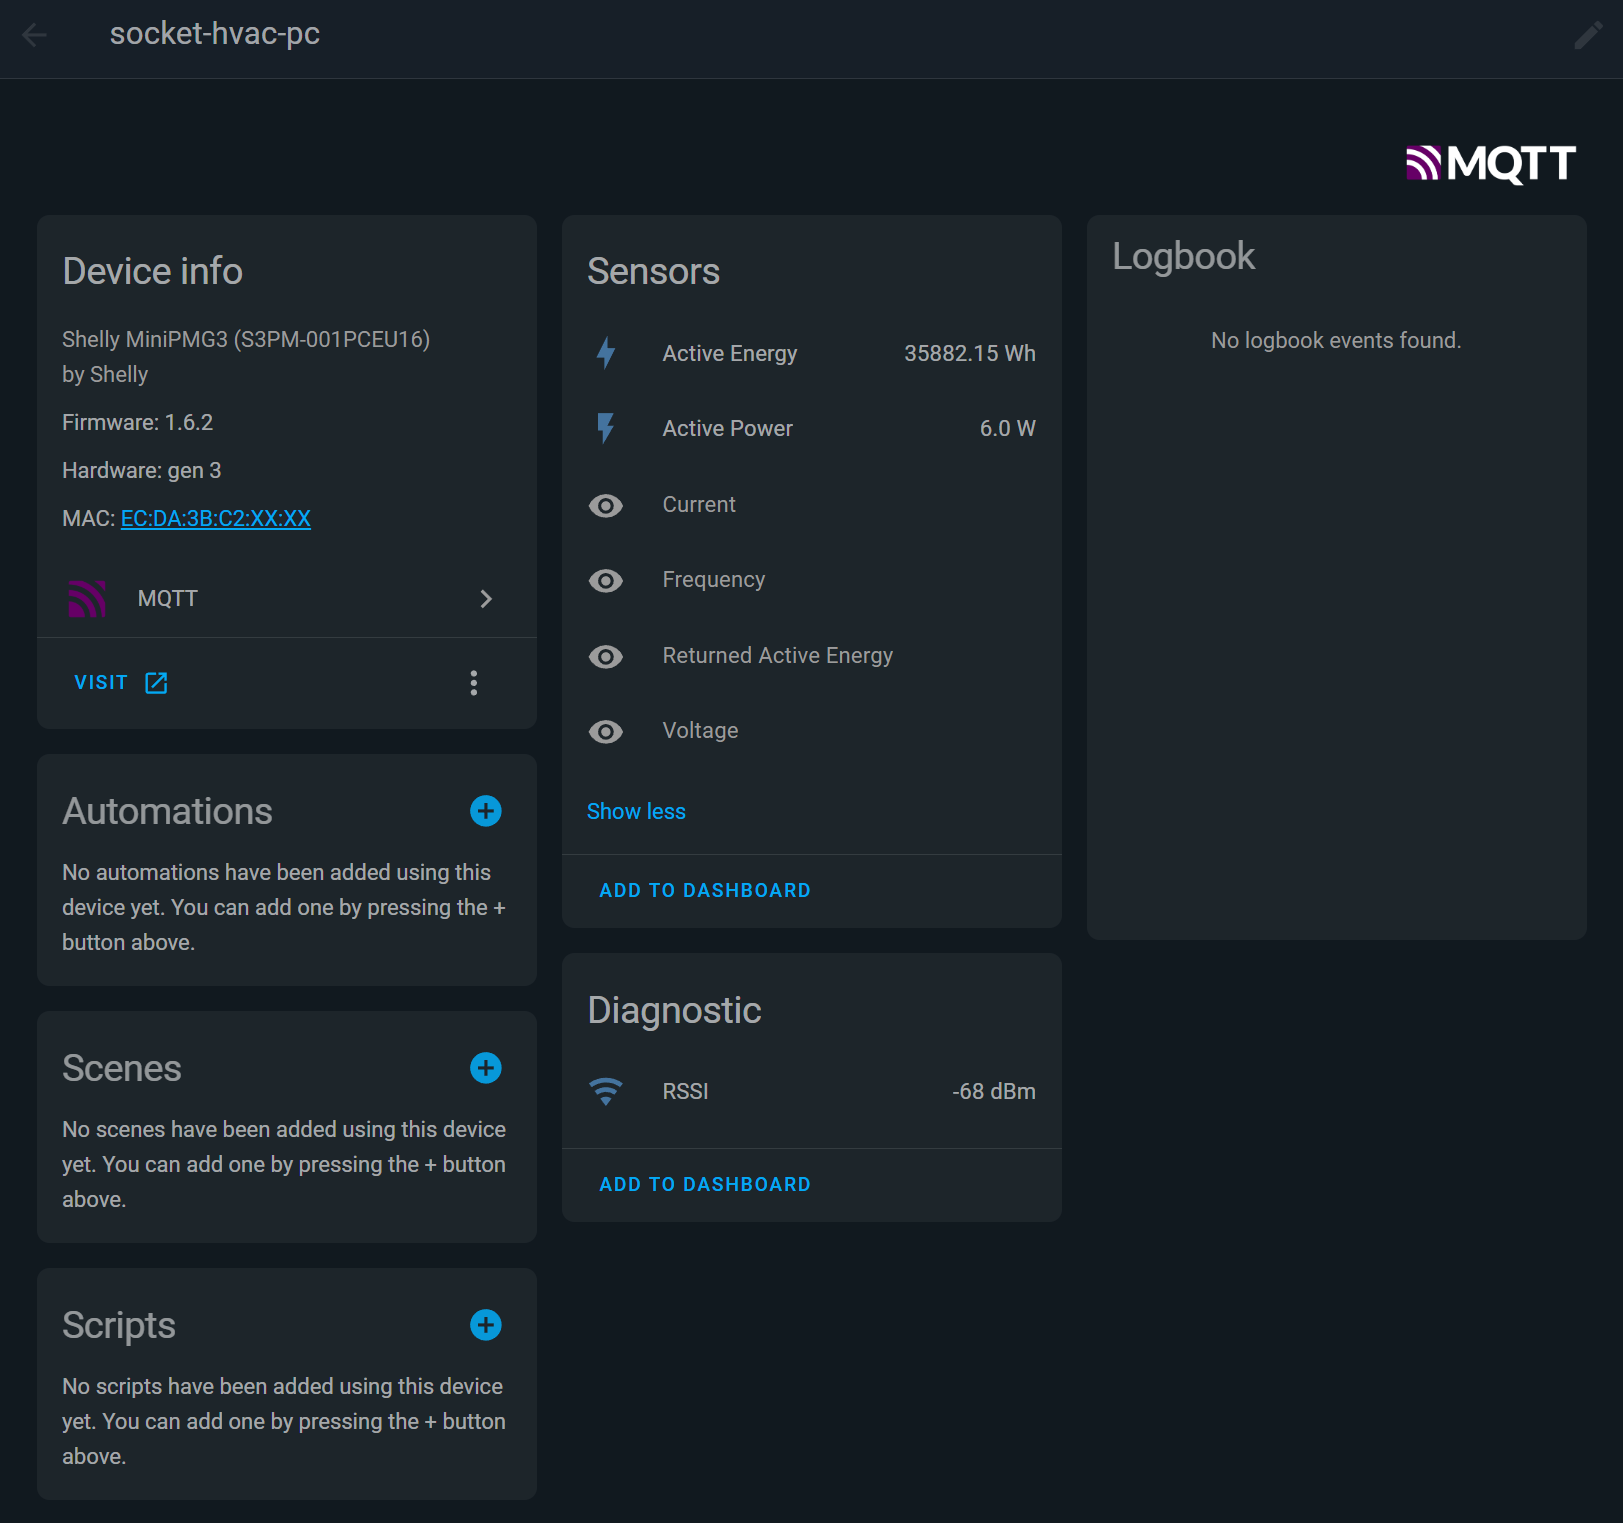 socket-hvac-pc
MQTT
Device info
Shelly MiniPMG3 (S3PM-001PCEU16)
by Shelly
Firmware: 1.6.2
Hardware: gen 3
MAC: EC:DA:3B:C2:XX:XX
MQTT
VISIT
Automations
No automations have been added using this
device yet. You can add one by pressing the +
button above.
Scenes
No scenes have been added using this device
yet. You can add one by pressing the + button
above.
Scripts
No scripts have been added using this device
yet. You can add one by pressing the + button
above.
Sensors
Active Energy 35882.15 Wh
Active Power 6.0 W
Current
Frequency
Returned Active Energy
Voltage
Show less
ADD TO DASHBOARD
Diagnostic
RSSI -68 dBm
ADD TO DASHBOARD
Logbook
No logbook events found.